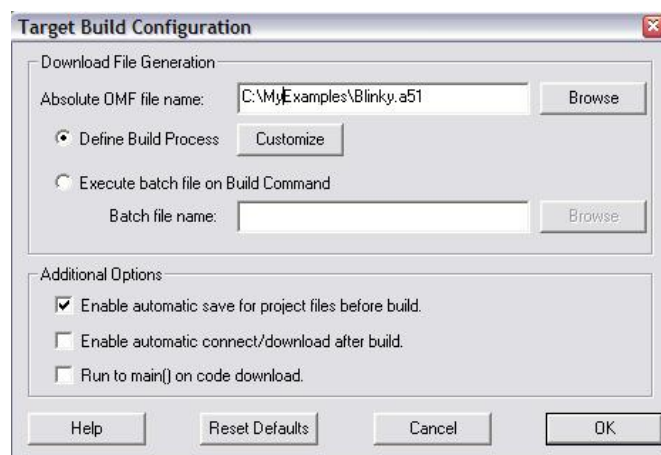 Target Build Configuration
Download File Generation
Absolute OMF file name: C:\MyExamples\Blinky.a51 Browse
Define Build Process Customize
Execute batch file on Build Command
Batch file name: Browse
Additional Options
Enable automatic save for project files before build.
Enable automatic connect/download after build.
Run to main() on code download.
Help Reset Defaults Cancel OK